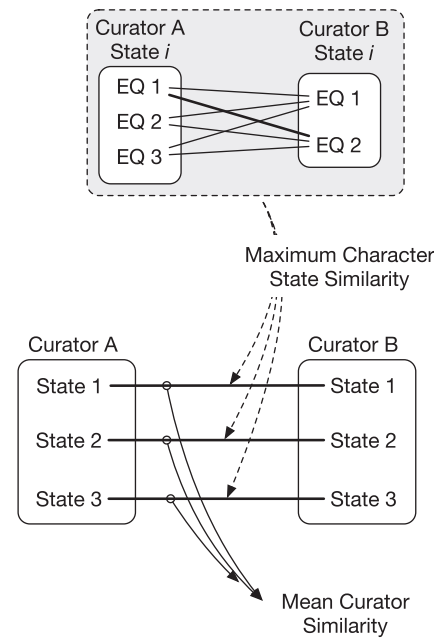 Curator A
State i
Curator B
State i
EQ 1
EQ 2
EQ 3
EQ 1
EQ 2
Maximum Character
State Similarity
Curator A
Curator B
State 1
State 1
State 2
State 2
State 3
State 3
Mean Curator
Similarity